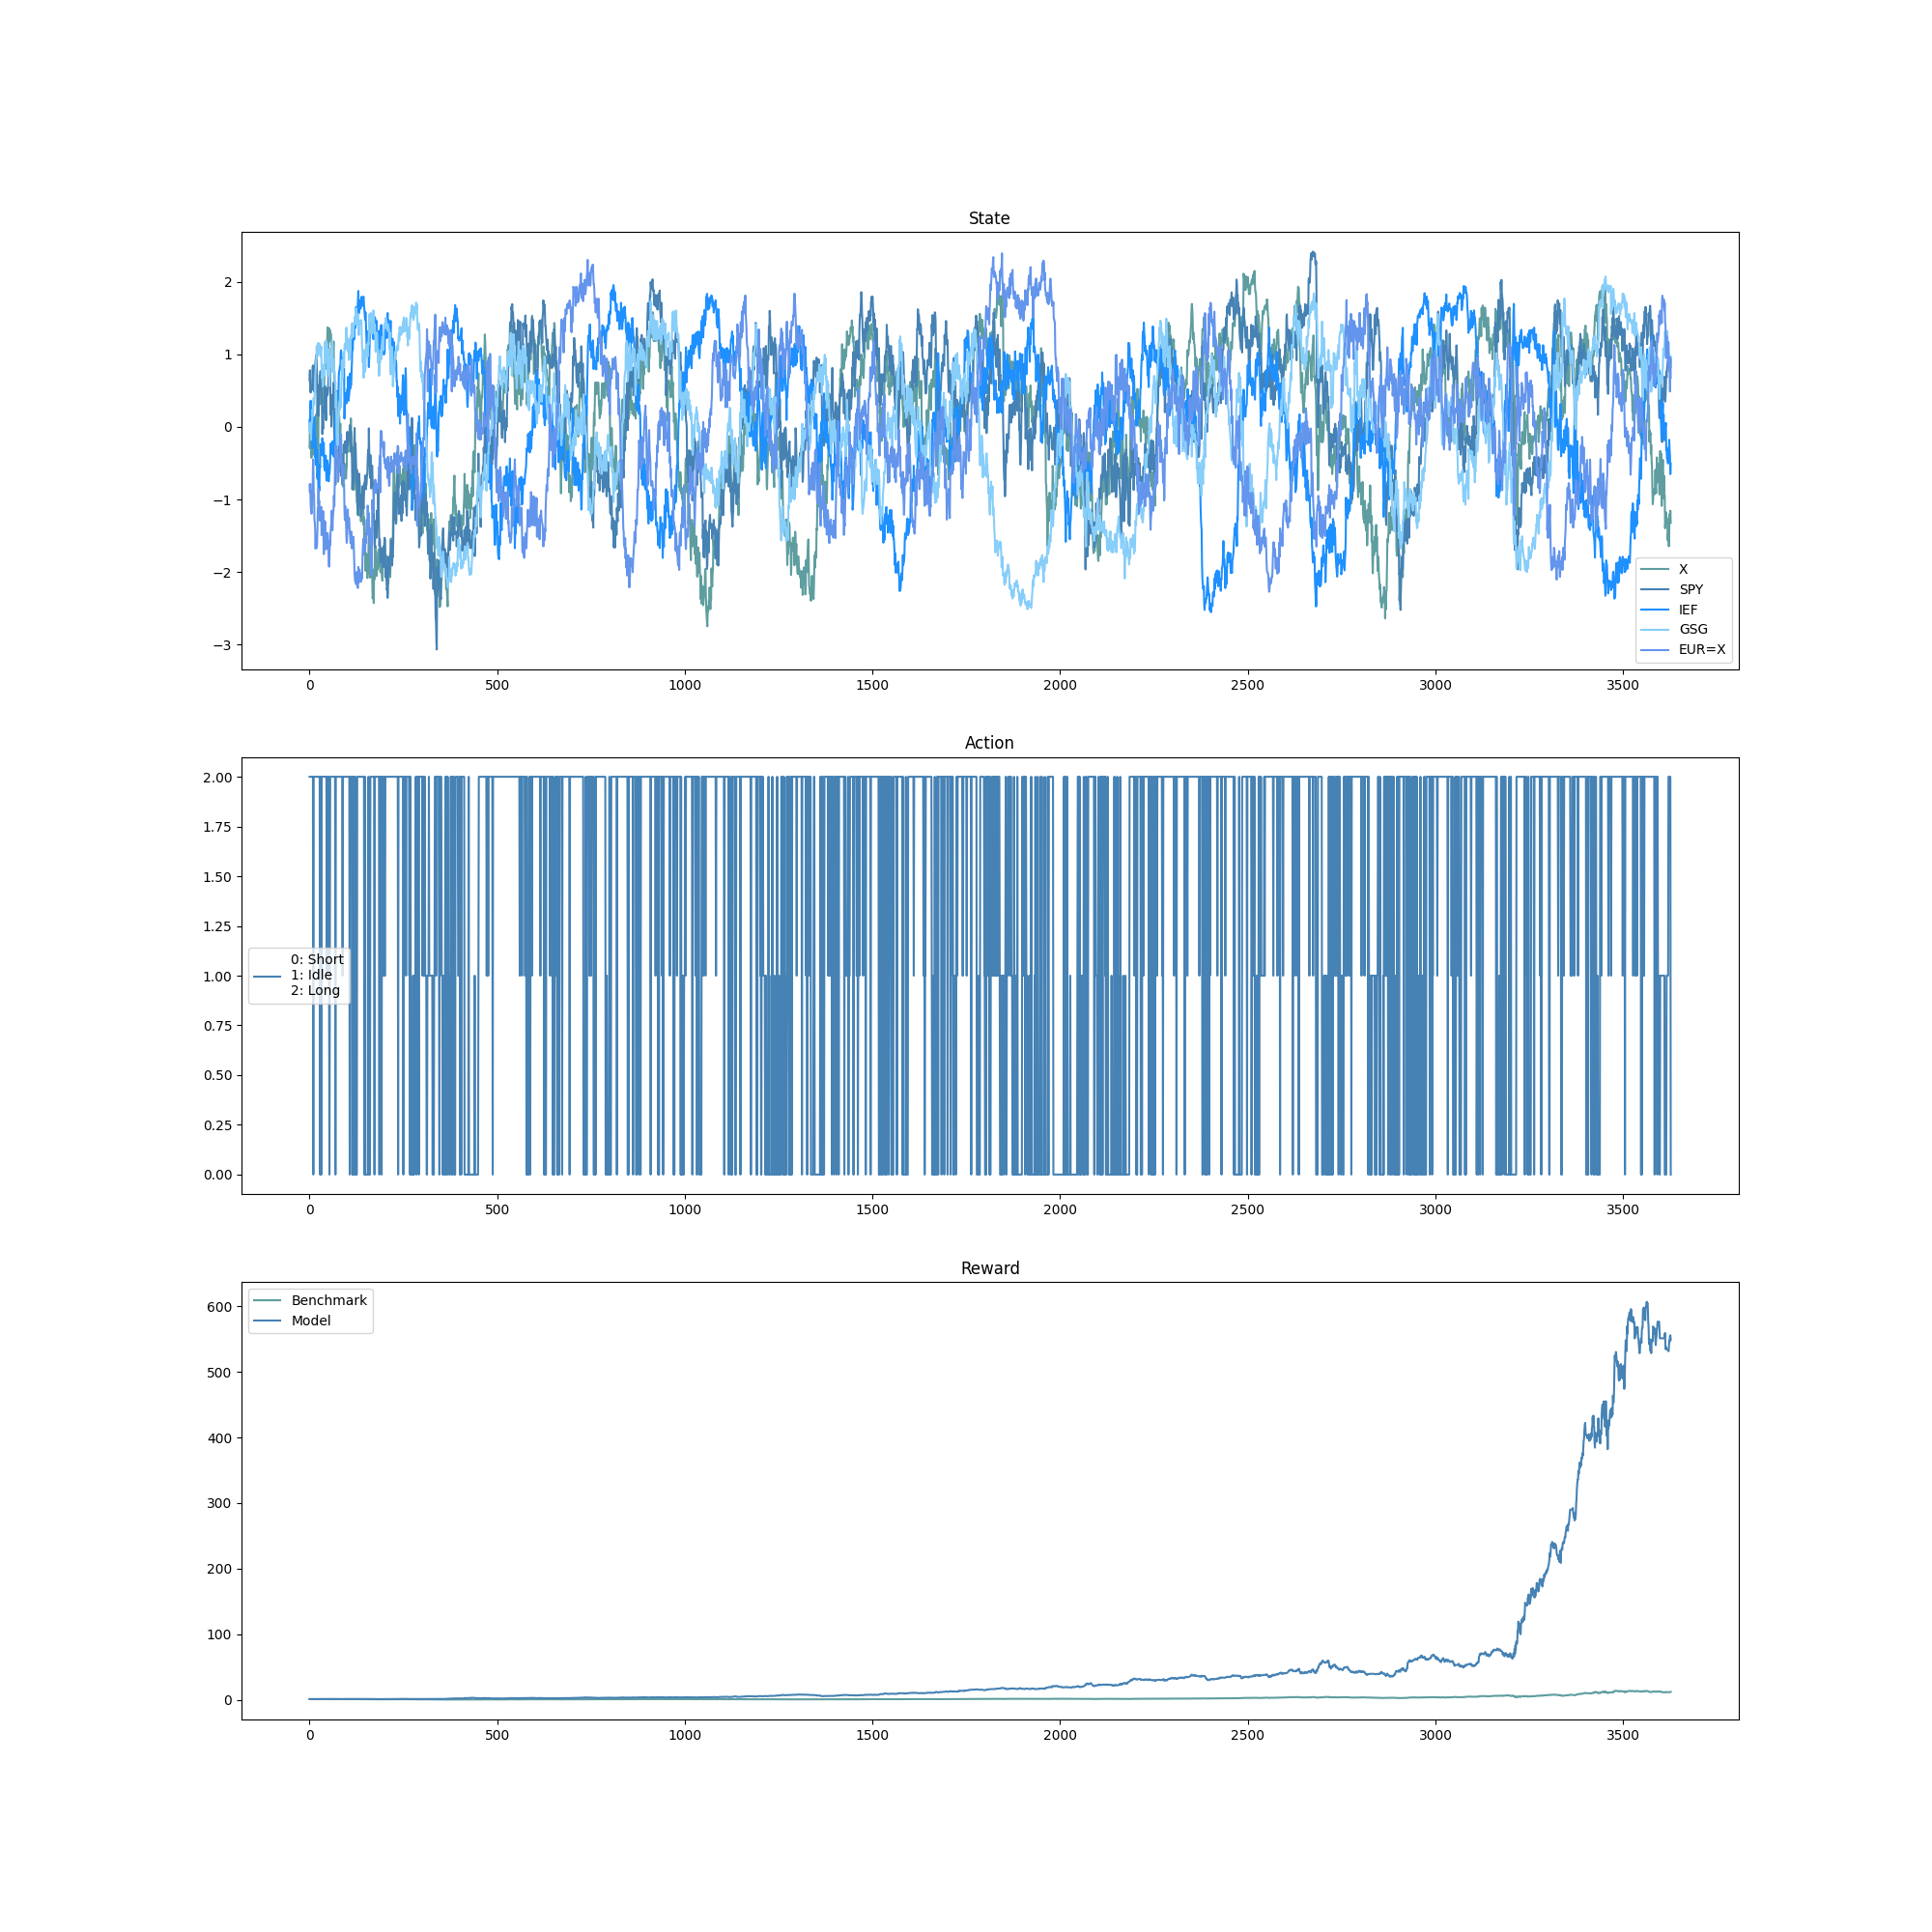 State
2
1
0
−1
−2
−3
X
SPY
IEF
GSG
EUR=X
0 500 1000 1500 2000 2500 3000 3500
Action
2.00
1.75
1.50
1.25
1.00
0.75
0.50
0.25
0.00
0: Short
1: Idle
2: Long
0 500 1000 1500 2000 2500 3000 3500
Reward
Benchmark
Model
600
500
400
300
200
100
0
0 500 1000 1500 2000 2500 3000 3500